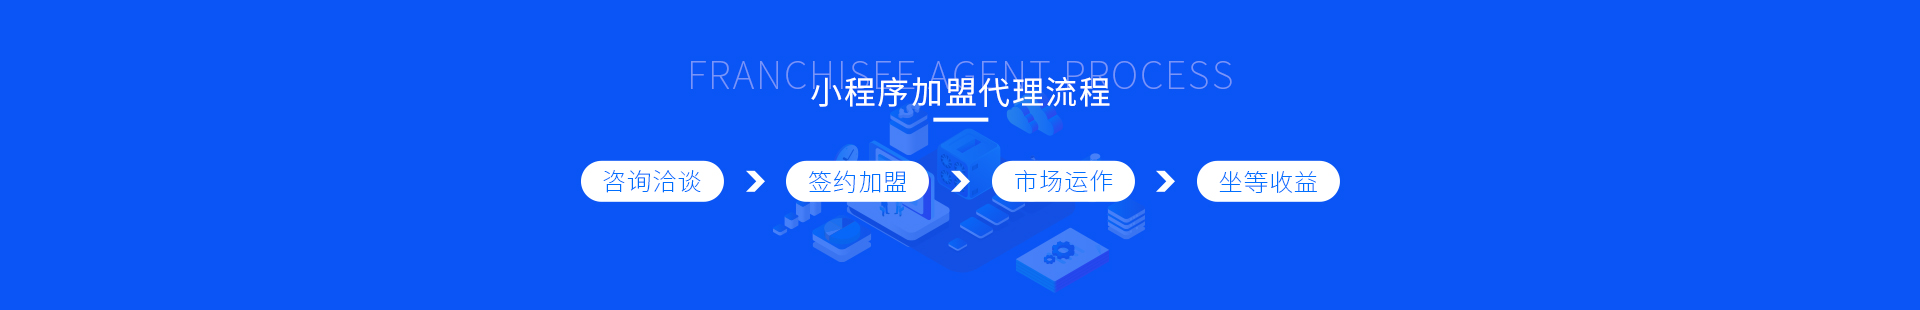 FRANCHISEE AGENT PROCESS
小程序加盟代理流程
咨询洽谈
签约加盟
市场运作
坐等收益